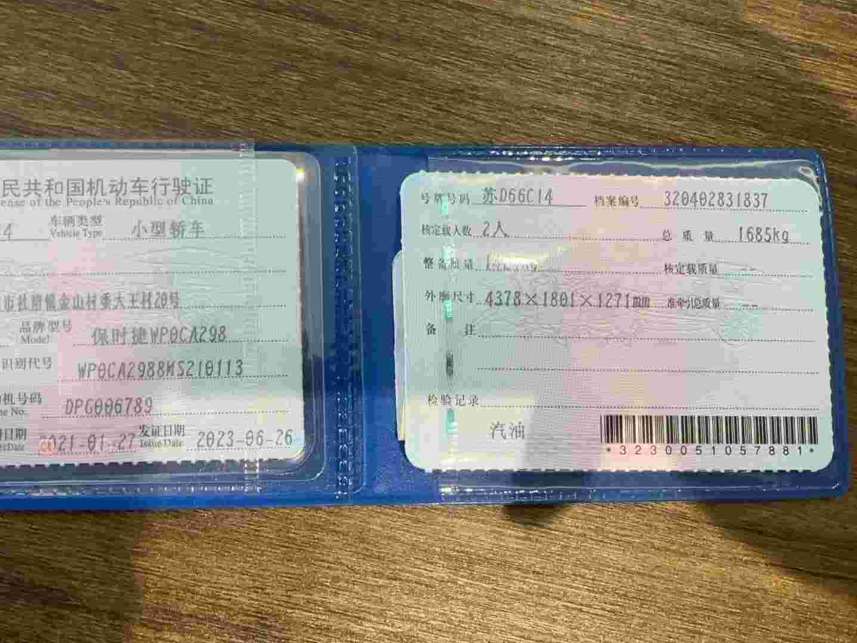 民共和国机动车行驶证
ense of the People's Republic of China
4 车辆类型 Vehicle Type 小型轿车
金山村委大王村20号
品牌型号 Model 保时捷WP0CA298
识别代号 WP0CA2988MS210113
机号码 ne No. DPG006789
日期 2021-01-27 发证日期 Issue Date 2023-06-26
号牌号码 苏D66C14 档案编号 320402831837
核定载人数 2人 总质量 1685kg
整备质量 核定载质量 --
外廓尺寸 4378×1801×1271mm 准牵引总质量 --
备 注
检验记录
汽油
*3230051057881*